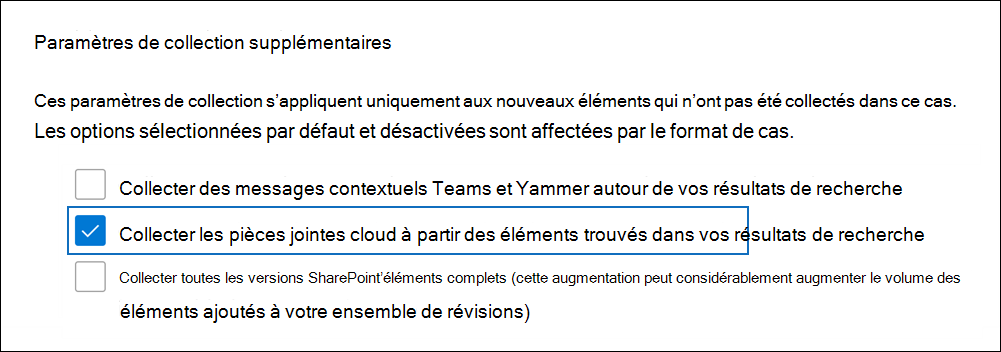 Paramètres de collection supplémentaires
Ces paramètres de collection s’appliquent uniquement aux nouveaux éléments qui n’ont pas été collectés dans ce cas.
Les options sélectionnées par défaut et désactivées sont affectées par le format de cas.
Collecter des messages contextuels Teams et Yammer autour de vos résultats de recherche
Collecter les pièces jointes cloud à partir des éléments trouvés dans vos résultats de recherche
Collecter toutes les versions SharePoint’éléments complets (cette augmentation peut considérablement augmenter le volume des
éléments ajoutés à votre ensemble de révisions)